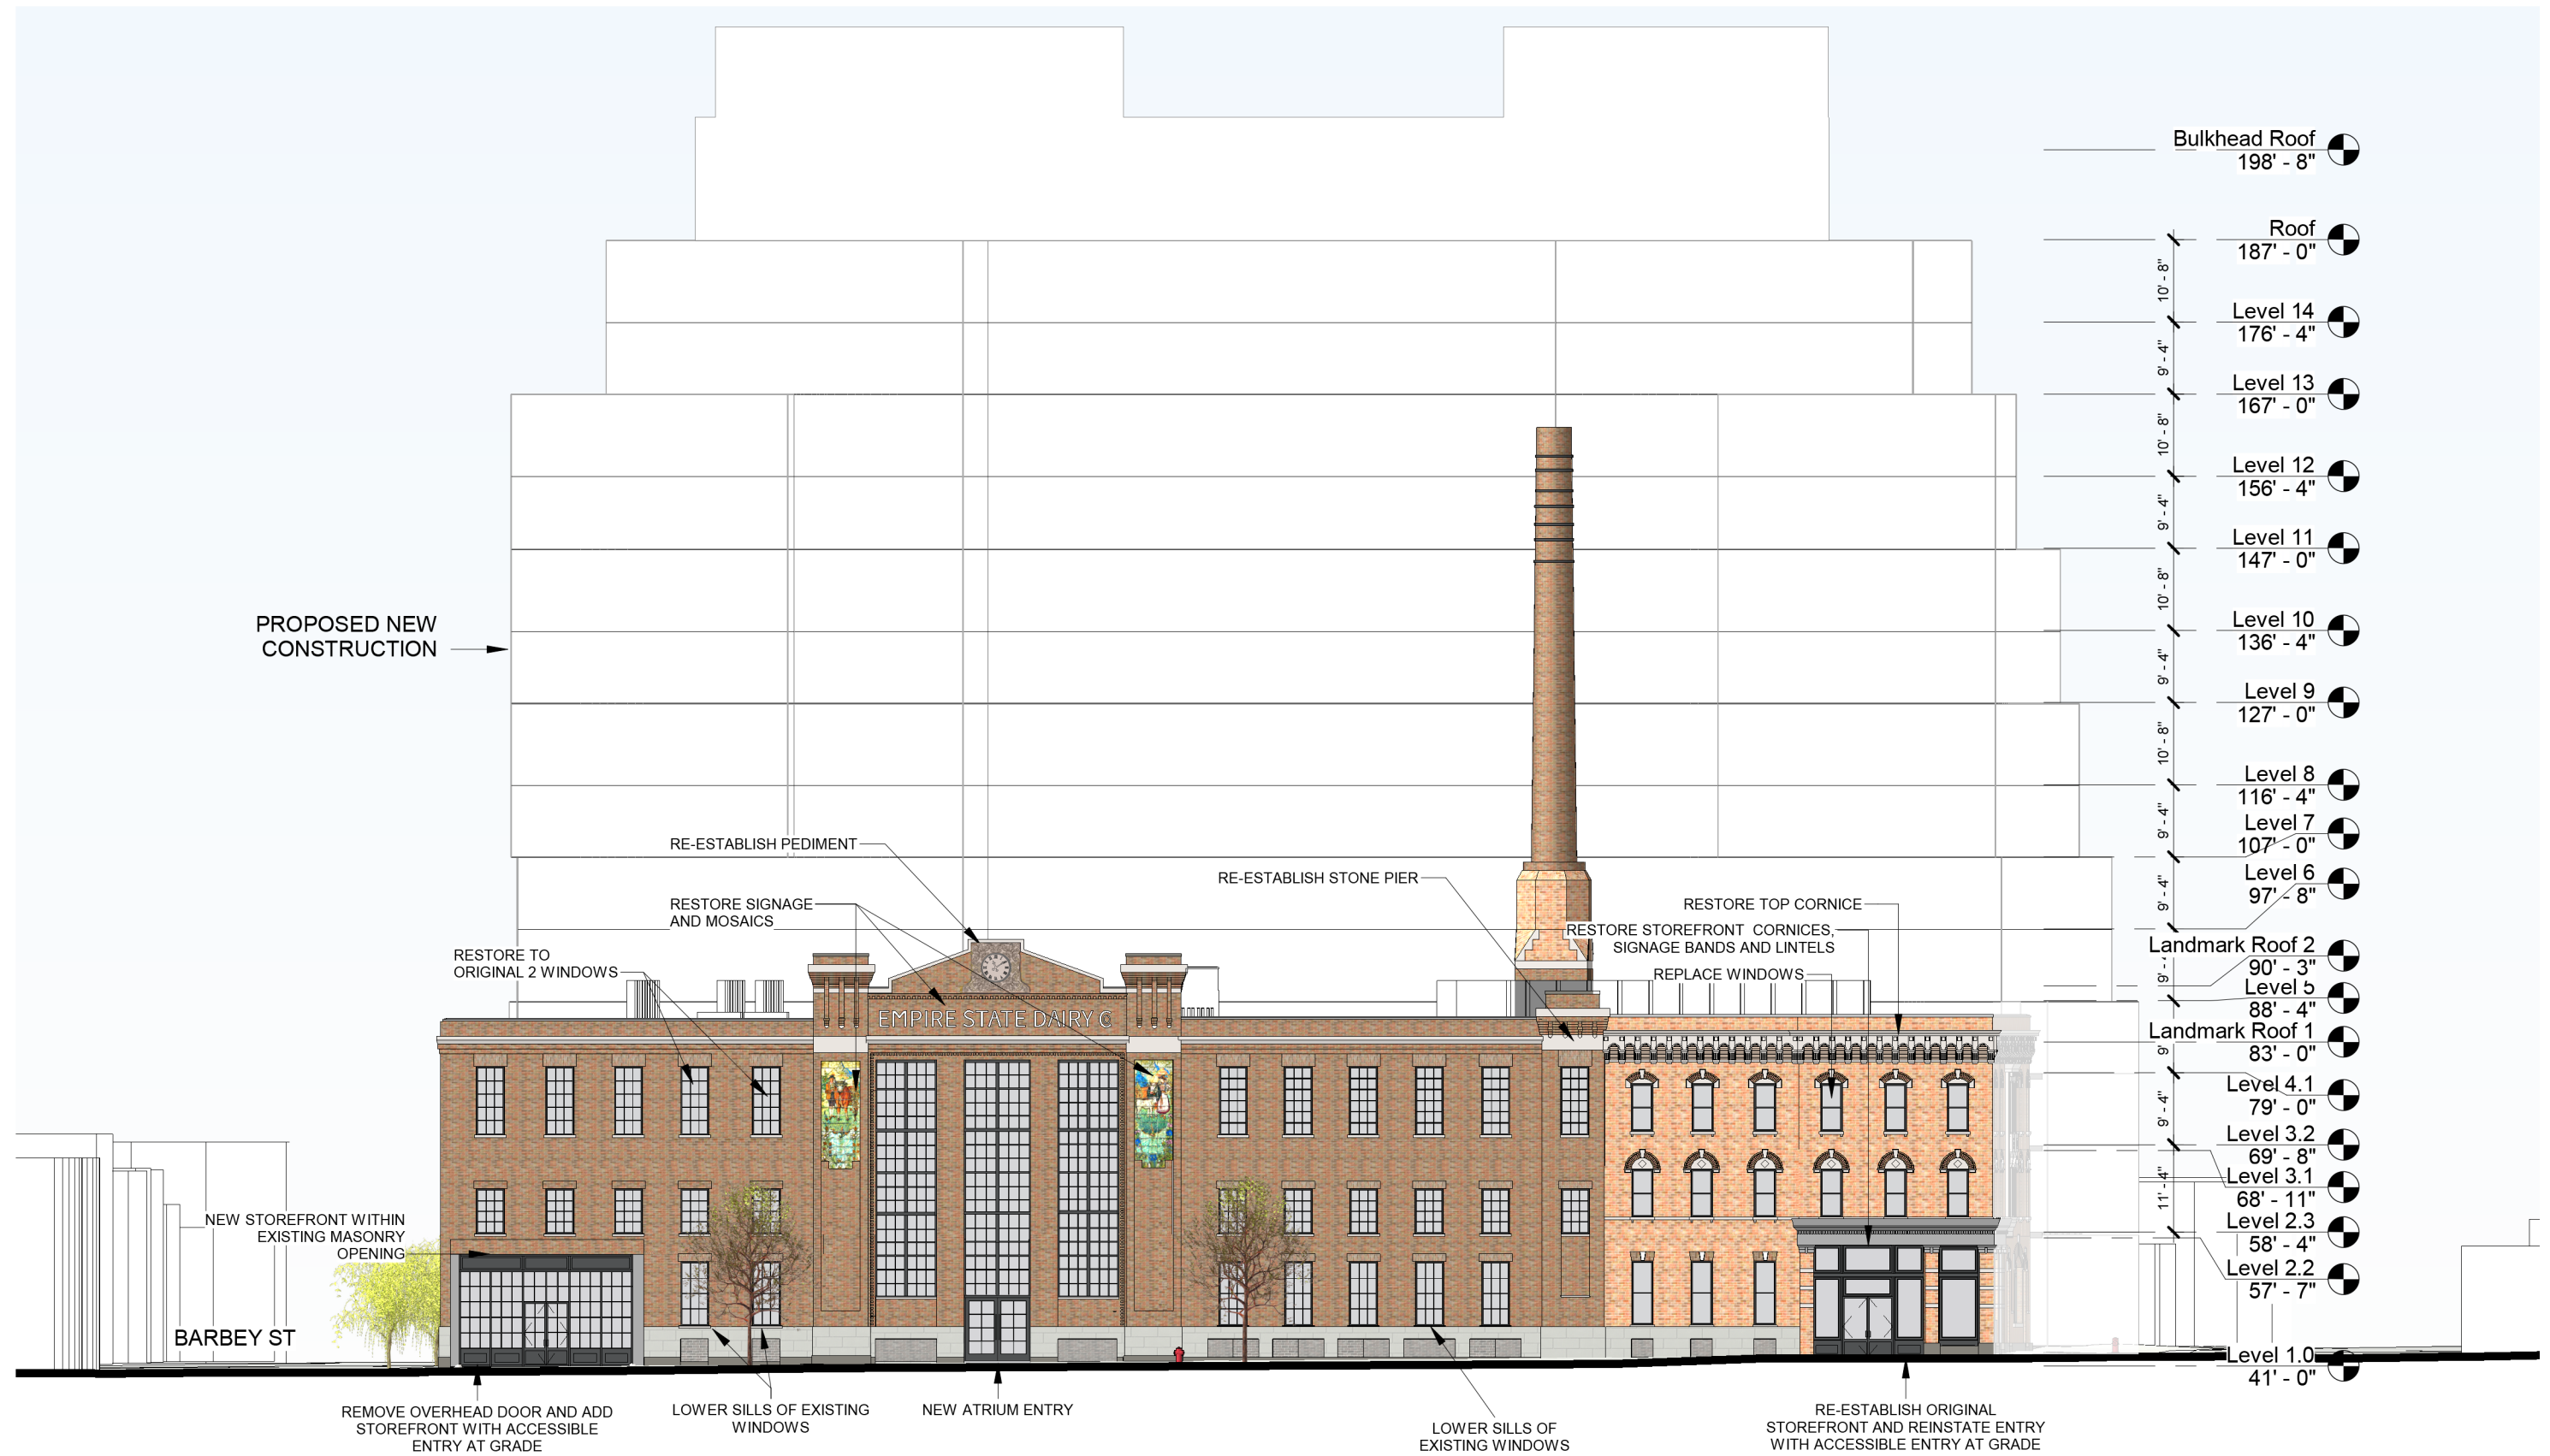 Bulkhead Roof
198' - 8"
Roof
187' - 0"
10' - 8"
Level 14
176' - 4"
9' - 4"
Level 13
167' - 0"
10' - 8"
Level 12
156' - 4"
9' - 4"
Level 11
147' - 0"
10' - 8"
Level 10
136' - 4"
9' - 4"
Level 9
127' - 0"
10' - 8"
Level 8
116' - 4"
9' - 4"
Level 7
107' - 0"
9' - 4"
Level 6
97' - 8"
Landmark Roof 2
90' - 3"
Level 5
88' - 4"
Landmark Roof 1
83' - 0"
Level 4.1
79' - 0"
9' - 4"
Level 3.2
69' - 8"
Level 3.1
68' - 11"
11' - 4"
Level 2.3
58' - 4"
Level 2.2
57' - 7"
Level 1.0
41' - 0"
PROPOSED NEW
CONSTRUCTION
RE-ESTABLISH PEDIMENT
RESTORE SIGNAGE
AND MOSAICS
RESTORE TO
ORIGINAL 2 WINDOWS
RE-ESTABLISH STONE PIER
RESTORE TOP CORNICE
RESTORE STOREFRONT CORNICES,
SIGNAGE BANDS AND LINTELS
REPLACE WINDOWS
EMPIRE STATE DAIRY Co
NEW STOREFRONT WITHIN
EXISTING MASONRY
OPENING
BARBEY ST
REMOVE OVERHEAD DOOR AND ADD
STOREFRONT WITH ACCESSIBLE
ENTRY AT GRADE
LOWER SILLS OF EXISTING
WINDOWS
NEW ATRIUM ENTRY
LOWER SILLS OF
EXISTING WINDOWS
RE-ESTABLISH ORIGINAL
STOREFRONT AND REINSTATE ENTRY
WITH ACCESSIBLE ENTRY AT GRADE